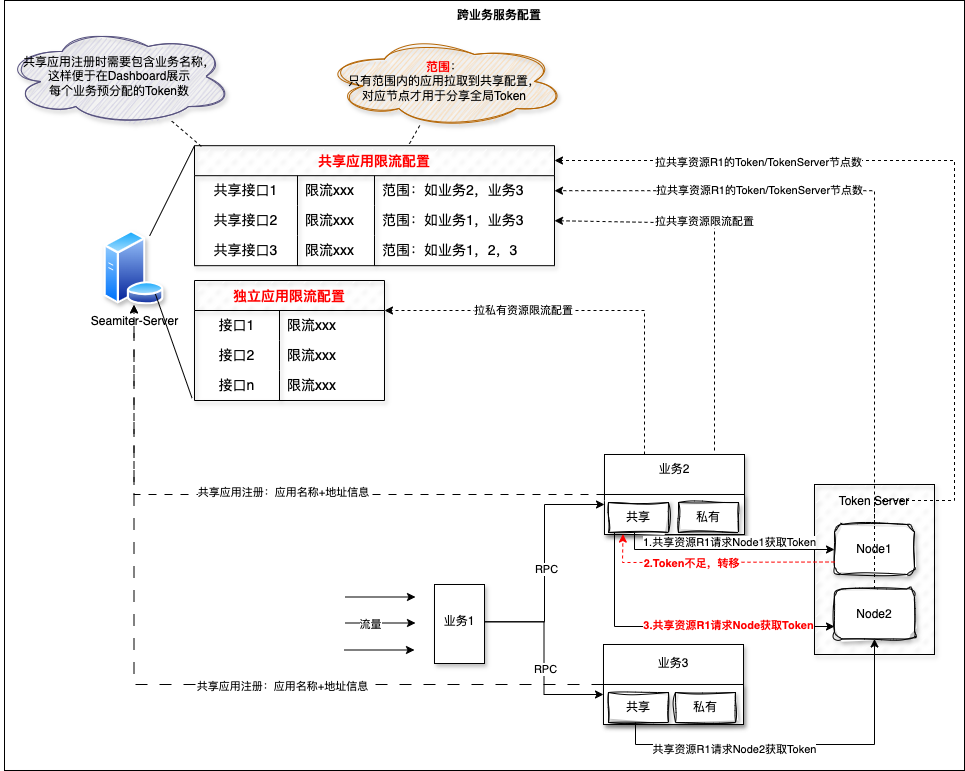 跨业务服务配置
共享应用注册时需要包含业务名称，
这样便于在Dashboard展示
每个业务预分配的Token数
范围：
只有范围内的应用拉取到共享配置，
对应节点才用于分享全局Token
共享应用限流配置
共享接口1 限流xxx 范围：如业务2，业务3
共享接口2 限流xxx 范围：如业务1，业务3
共享接口3 限流xxx 范围：如业务1，2，3
拉共享资源R1的Token/TokenServer节点数
拉共享资源R1的Token/TokenServer节点数
拉共享资源限流配置
Seamiter-Server
独立应用限流配置
接口1 限流xxx
接口2 限流xxx
接口n 限流xxx
拉私有资源限流配置
业务2
共享 私有
共享应用注册：应用名称+地址信息
Token Server
Node1
Node2
1.共享资源R1请求Node1获取Token
2.Token不足，转移
3.共享资源R1请求Node获取Token
RPC
流量
业务1
RPC
业务3
共享 私有
共享应用注册：应用名称+地址信息
共享资源R1请求Node2获取Token